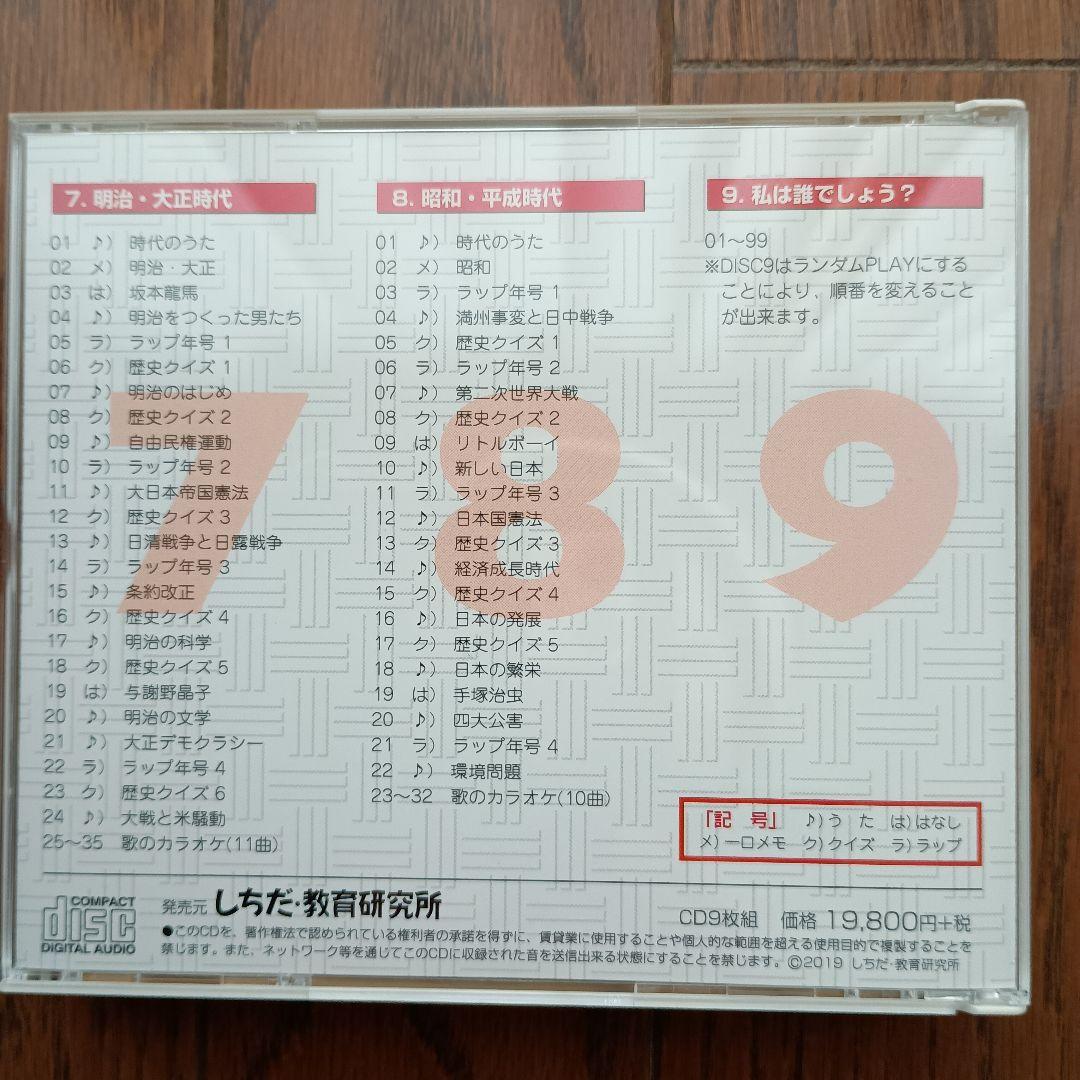 7. 明治・大正時代
01 ♪） 時代のうた
02 メ） 明治・大正
03 は） 坂本龍馬
04 ♪） 明治をつくった男たち
05 ラ） ラップ年号 1
06 ク） 歴史クイズ 1
07 ♪） 明治のはじめ
08 ク） 歴史クイズ 2
09 ♪） 自由民権運動
10 ラ） ラップ年号 2
11 ♪） 大日本帝国憲法
12 ク） 歴史クイズ 3
13 ♪） 日清戦争と日露戦争
14 ラ） ラップ年号 3
15 ♪） 条約改正
16 ク） 歴史クイズ 4
17 ♪） 明治の科学
18 ク） 歴史クイズ 5
19 は） 与謝野晶子
20 ♪） 明治の文学
21 ♪） 大正デモクラシー
22 ラ） ラップ年号 4
23 ク） 歴史クイズ 6
24 ♪） 大戦と米騒動
25～35 歌のカラオケ(11曲)
8. 昭和・平成時代
01 ♪） 時代のうた
02 メ） 昭和
03 ラ） ラップ年号 1
04 ♪） 満州事変と日中戦争
05 ク） 歴史クイズ 1
06 ラ） ラップ年号 2
07 ♪） 第二次世界大戦
08 ク） 歴史クイズ 2
09 は） リトルボーイ
10 ♪） 新しい日本
11 ラ） ラップ年号 3
12 ♪） 日本国憲法
13 ク） 歴史クイズ 3
14 ♪） 経済成長時代
15 ク） 歴史クイズ 4
16 ♪） 日本の発展
17 ク） 歴史クイズ 5
18 ♪） 日本の繁栄
19 は） 手塚治虫
20 ♪） 四大公害
21 ラ） ラップ年号 4
22 ♪） 環境問題
23～32 歌のカラオケ(10曲)
9. 私は誰でしょう？
01～99
※DISC9はランダムPLAYにする
ことにより、順番を変えること
が出来ます。
7 8 9
「記 号」 ♪）う た は）はなし
メ）一口メモ ク）クイズ ラ）ラップ
COMPACT
disc
DIGITAL AUDIO
発売元 しちだ・教育研究所
CD9枚組 価格 19,800円+税
●このCDを、著作権法で認められている権利者の承諾を得ずに、賃貸業に使用することや個人的な範囲を超える使用目的で複製することを
禁じます。また、ネットワーク等を通じてこのCDに収録された音を送信出来る状態にすることを禁じます。©2019 しちだ・教育研究所